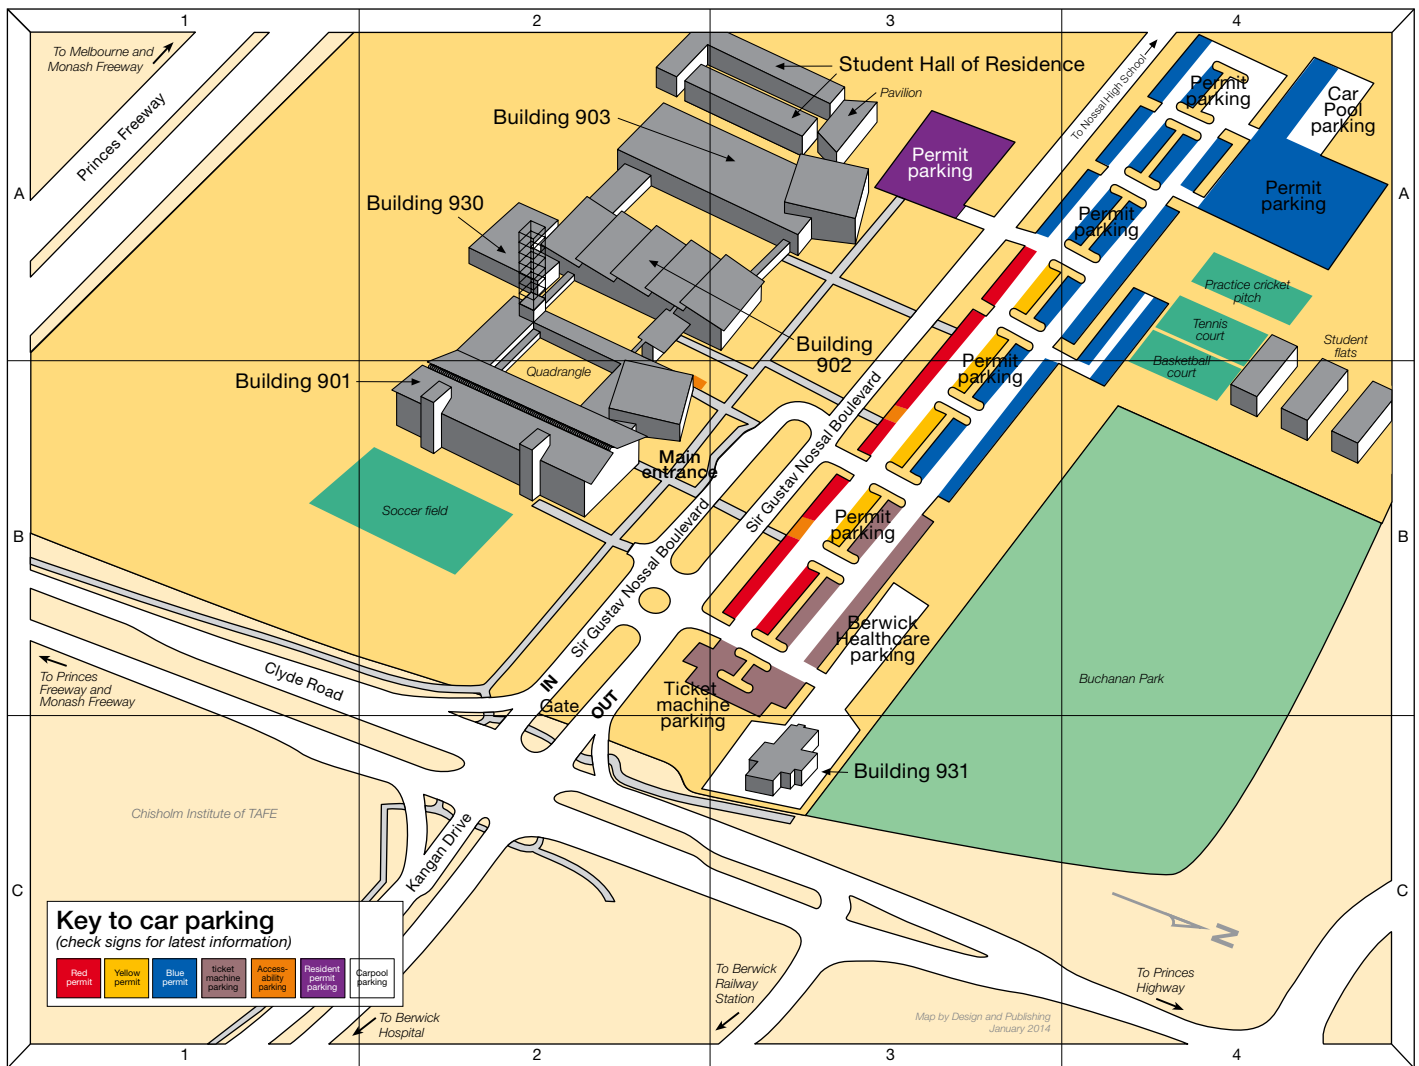 1
2
3
4
To Melbourne and
Monash Freeway
Princes Freeway
Student Hall of Residence
Pavilion
Building 903
To Nossal High School
Permit
parking
Car
Pool
parking
Permit
parking
Permit
parking
Permit
parking
A
A
Building 930
Practice cricket
pitch
Tennis
court
Student
flats
Building
902
Permit
parking
Basketball
court
Building 901
Quadrangle
Main
entrance
Sir Gustav Nossal Boulevard
Soccer field
Permit
parking
B
B
Sir Gustav Nossal Boulevard
Berwick
Healthcare
parking
Clyde Road
To Princes
Freeway and
Monash Freeway
IN
Gate
OUT
Ticket
machine
parking
Buchanan Park
Building 931
Chisholm Institute of TAFE
Kangan Drive
C
C
N
Key to car parking
(check signs for latest information)
Red
permit
Yellow
permit
Blue
permit
ticket
machine
parking
Access-
ability
parking
Resident
permit
parking
Carpool
parking
To Berwick
Hospital
To Berwick
Railway
Station
To Princes
Highway
Map by Design and Publishing
January 2014
1
2
3
4